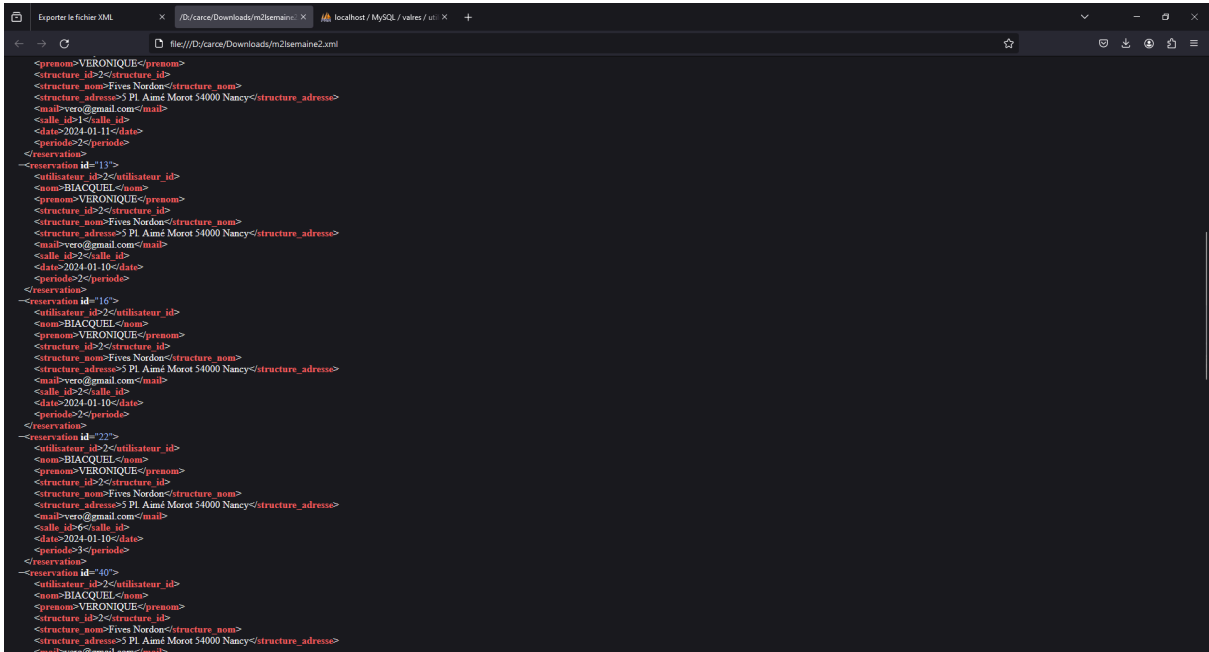 Exporter le fichier XML
/D:/carce/Downloads/m2lsemaine2
localhost / MySQL / valres / uti
file:///D:/carce/Downloads/m2lsemaine2.xml
<prenom>VERONIQUE</prenom>
<structure_id>2</structure_id>
<structure_nom>Fives Nordon</structure_nom>
<structure_adresse>5 Pl. Aimé Morot 54000 Nancy</structure_adresse>
<mail>vero@gmail.com</mail>
<salle_id>1</salle_id>
<date>2024-01-11</date>
<periode>2</periode>
</reservation>
−<reservation id="13">
<utilisateur_id>2</utilisateur_id>
<nom>BIACQUEL</nom>
<prenom>VERONIQUE</prenom>
<structure_id>2</structure_id>
<structure_nom>Fives Nordon</structure_nom>
<structure_adresse>5 Pl. Aimé Morot 54000 Nancy</structure_adresse>
<mail>vero@gmail.com</mail>
<salle_id>2</salle_id>
<date>2024-01-10</date>
<periode>2</periode>
</reservation>
−<reservation id="16">
<utilisateur_id>2</utilisateur_id>
<nom>BIACQUEL</nom>
<prenom>VERONIQUE</prenom>
<structure_id>2</structure_id>
<structure_nom>Fives Nordon</structure_nom>
<structure_adresse>5 Pl. Aimé Morot 54000 Nancy</structure_adresse>
<mail>vero@gmail.com</mail>
<salle_id>2</salle_id>
<date>2024-01-10</date>
<periode>2</periode>
</reservation>
−<reservation id="22">
<utilisateur_id>2</utilisateur_id>
<nom>BIACQUEL</nom>
<prenom>VERONIQUE</prenom>
<structure_id>2</structure_id>
<structure_nom>Fives Nordon</structure_nom>
<structure_adresse>5 Pl. Aimé Morot 54000 Nancy</structure_adresse>
<mail>vero@gmail.com</mail>
<salle_id>6</salle_id>
<date>2024-01-10</date>
<periode>3</periode>
</reservation>
−<reservation id="40">
<utilisateur_id>2</utilisateur_id>
<nom>BIACQUEL</nom>
<prenom>VERONIQUE</prenom>
<structure_id>2</structure_id>
<structure_nom>Fives Nordon</structure_nom>
<structure_adresse>5 Pl. Aimé Morot 54000 Nancy</structure_adresse>
<mail>vero@gmail.com</mail>